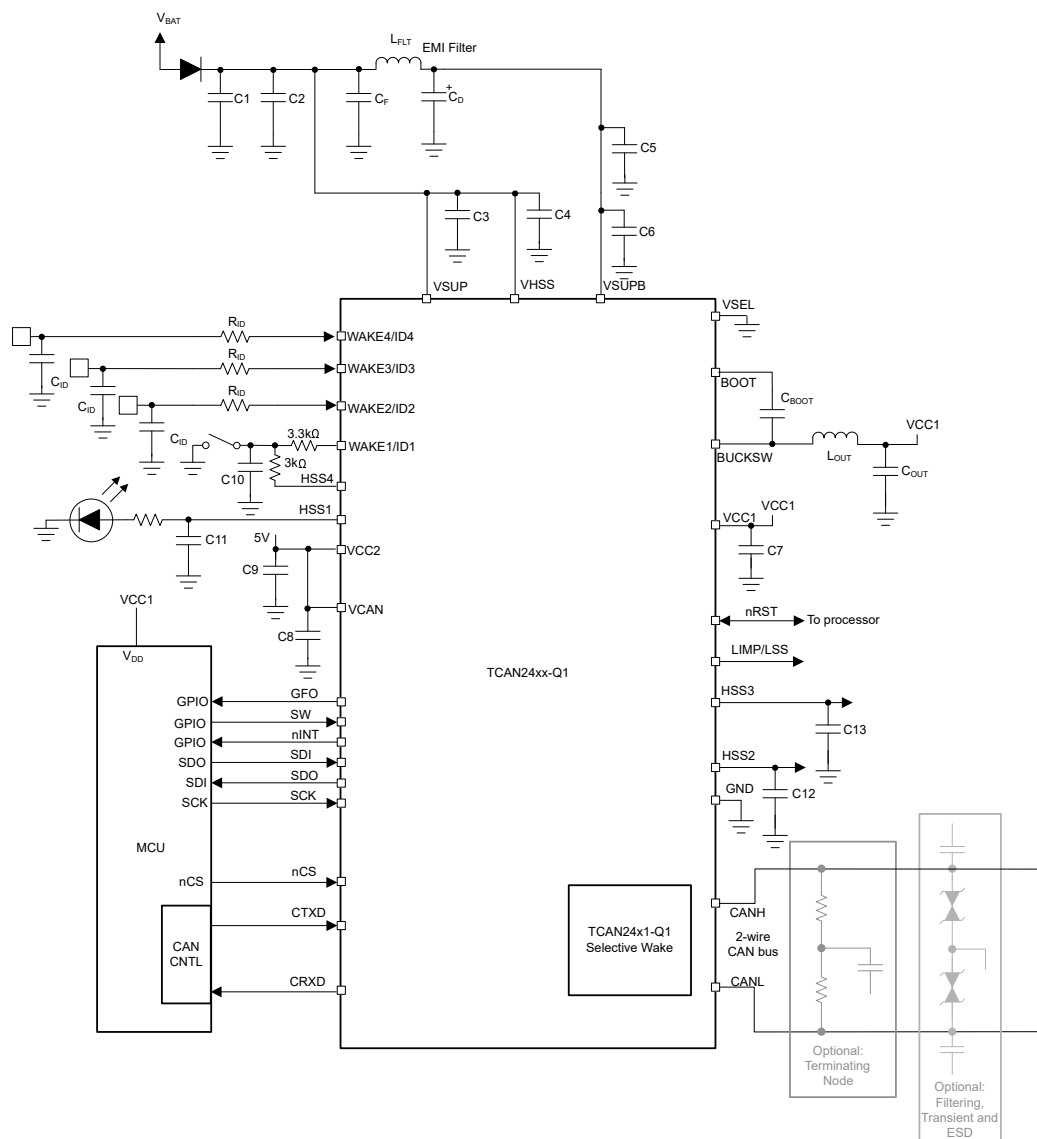 VBAT
LFLT
EMI Filter
C1
C2
CF
+
CD
C5
C3
C4
C6
VSUP
VHSS
VSUPB
VSEL
RID
WAKE4/ID4
CID
RID
WAKE3/ID3
BOOT
CID
RID
WAKE2/ID2
CBOOT
VCC1
CID
3.3kΩ
WAKE1/ID1
BUCKSW
LOUT
COUT
C10
3kΩ
HSS4
HSS1
VCC1
VCC1
C11
5V
VCC2
C7
C9
VCC1
VCAN
nRST
To processor
C8
VDD
LIMP/LSS
TCAN24xx-Q1
GPIO
GFO
HSS3
GPIO
SW
GPIO
nINT
C13
SDO
SDI
HSS2
SDI
SDO
SCK
SCK
GND
C12
MCU
nCS
nCS
CTXD
CAN
CNTL
CRXD
TCAN24x1-Q1
Selective Wake
CANH
2-wire
CAN bus
CANL
Optional:
Terminating
Node
Optional:
Filtering,
Transient and
ESD